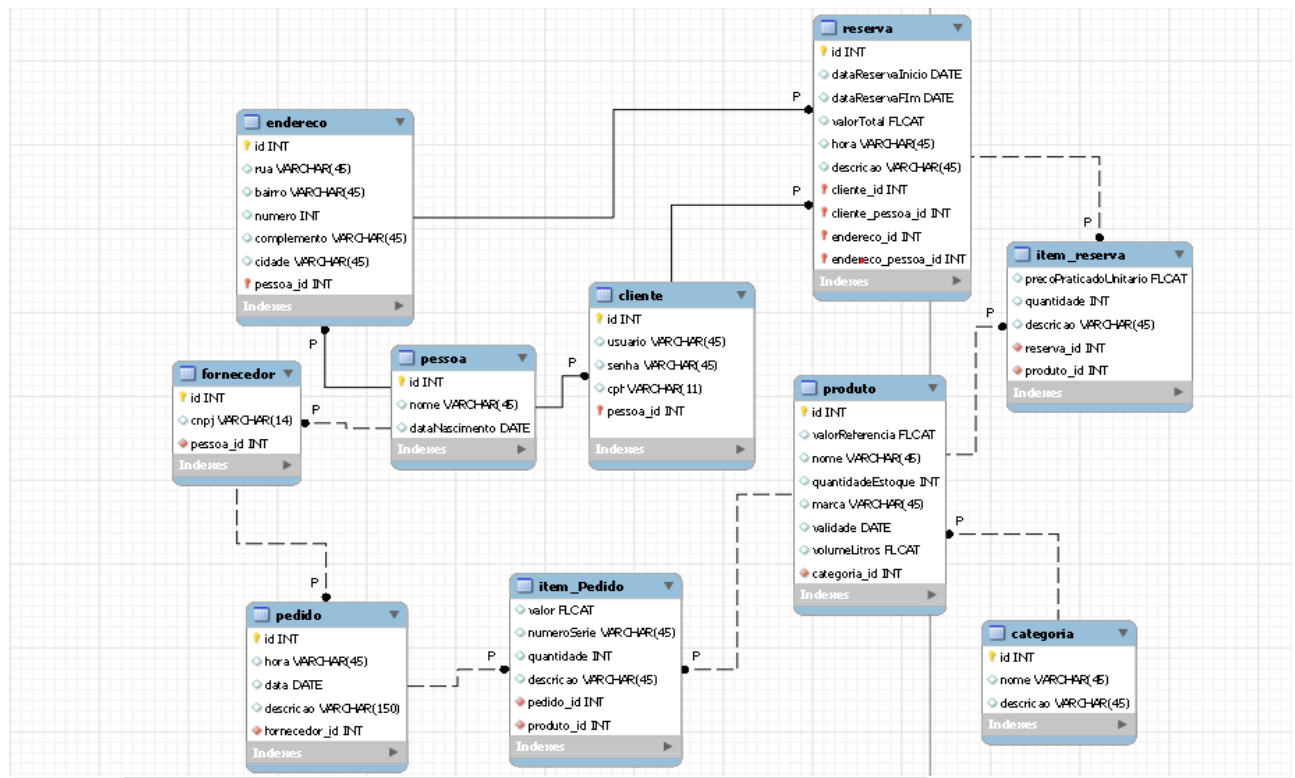 reserva
id INT
dataReservaInicio DATE
dataReservaFIm DATE
valorTotal FLOAT
hora VARCHAR(45)
descricao VARCHAR(45)
cliente_id INT
cliente_pessoa_id INT
endereco_id INT
endereco_pessoa_id INT
Indexes
P
P
endereco
id INT
rua VARCHAR(45)
bairro VARCHAR(45)
numero INT
complemento VARCHAR(45)
cidade VARCHAR(45)
pessoa_id INT
Indexes
P
P
item_reserva
precoPraticadoUnitario FLOAT
quantidade INT
descricao VARCHAR(45)
reserva_id INT
produto_id INT
Indexes
P
cliente
id INT
usuario VARCHAR(45)
senha VARCHAR(45)
cpf VARCHAR(11)
pessoa_id INT
Indexes
P
pessoa
id INT
nome VARCHAR(45)
dataNascimento DATE
Indexes
P
fornecedor
id INT
cnpj VARCHAR(14)
pessoa_id INT
Indexes
P
produto
id INT
valorReferencia FLOAT
nome VARCHAR(45)
quantidadeEstoque INT
marca VARCHAR(45)
validade DATE
volumeLitros FLOAT
categoria_id INT
Indexes
P
P
item_Pedido
valor FLOAT
numeroSerie VARCHAR(45)
quantidade INT
descricao VARCHAR(45)
pedido_id INT
produto_id INT
Indexes
P
P
pedido
id INT
hora VARCHAR(45)
data DATE
descricao VARCHAR(150)
fornecedor_id INT
Indexes
categoria
id INT
nome VARCHAR(45)
descricao VARCHAR(45)
Indexes